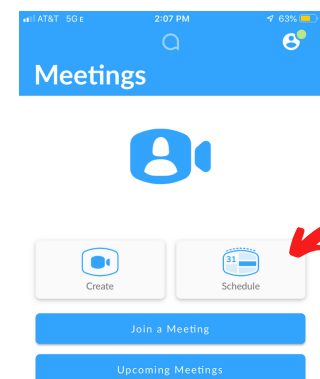 AT&T 5G E 2:07 PM 63%
Meetings
31
Create Schedule
Join a Meeting
Upcoming Meetings